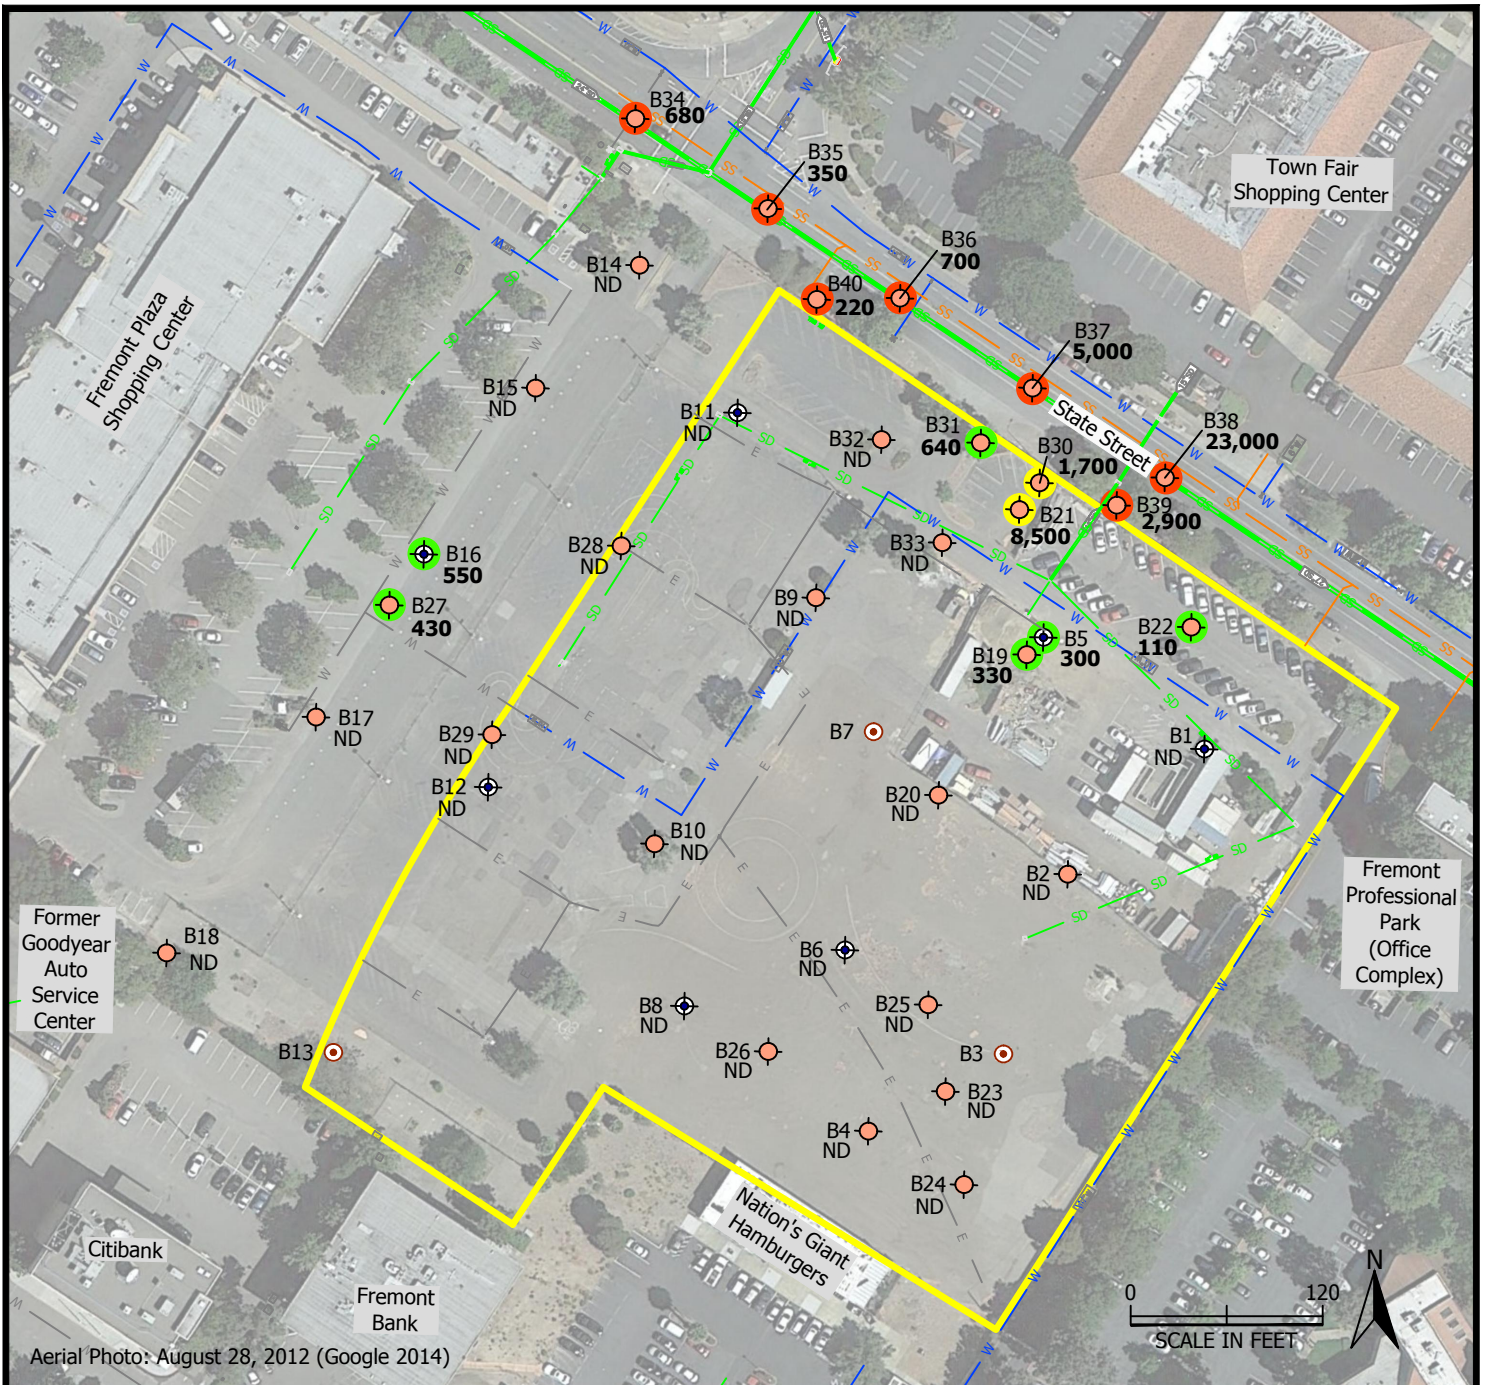 B34
680
B35
350
Town Fair
Shopping Center
B36
700
B14
ND
B40
220
Fremont Plaza
Shopping Center
B37
5,000
B15
ND
B11
ND
B32
ND
B31
640
State Street
B38
23,000
B30
1,700
B39
2,900
B21
8,500
B28
ND
B33
ND
B16
550
B9
ND
B27
430
B22
110
B5
300
B19
330
B17
ND
B29
ND
B7
B1
ND
B12
ND
B20
ND
B10
ND
B2
ND
Fremont
Professional
Park
(Office
Complex)
Former
Goodyear
Auto
Service
Center
B18
ND
B6
ND
B8
ND
B25
ND
B13
B26
ND
B3
B23
ND
B4
ND
B24
ND
Nation's Giant
Hamburgers
Citibank
Fremont
Bank
N
0 120
SCALE IN FEET
Aerial Photo: August 28, 2012 (Google 2014)
W
SD
SS
E